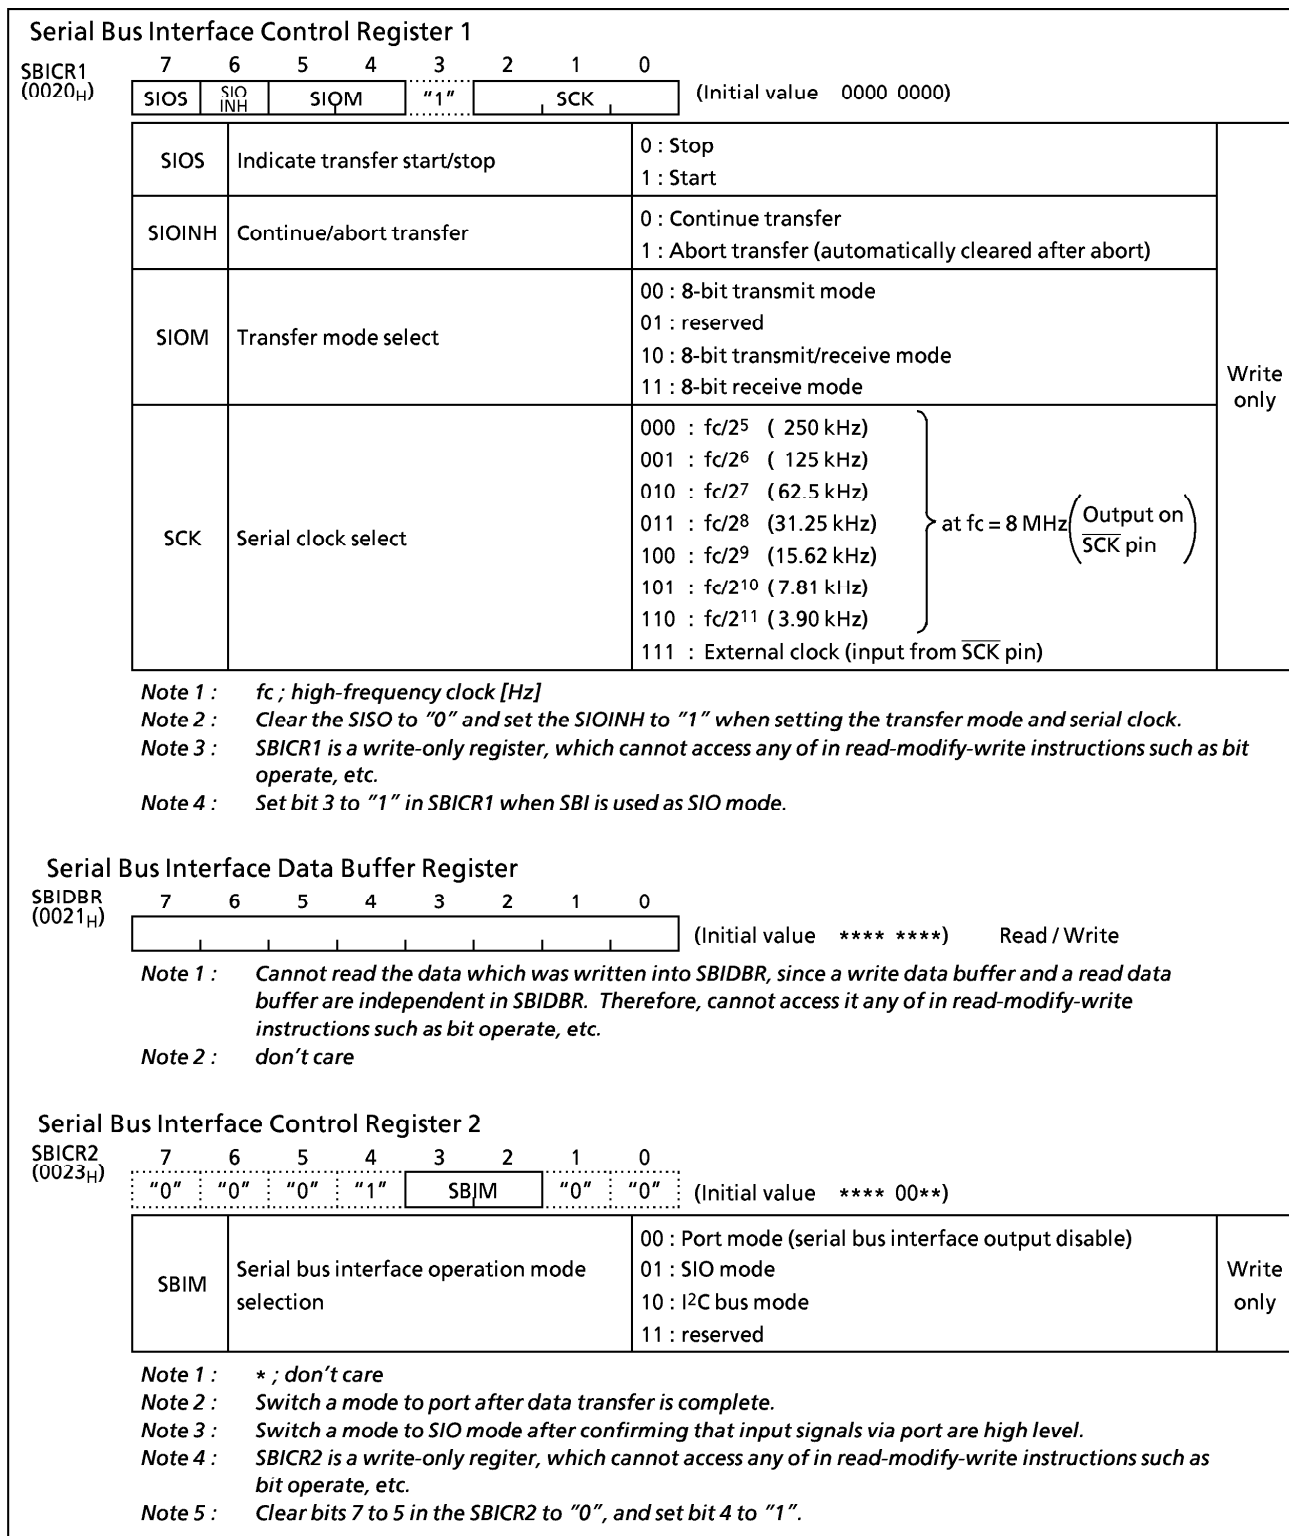 Serial Bus Interface Control Register 1
SBICR1
(0020H)
7 6 5 4 3 2 1 0
SIOS SIO INH SIOM "1" SCK (Initial value 0000 0000)
SIOS Indicate transfer start/stop
0 : Stop
1 : Start
SIOINH Continue/abort transfer
0 : Continue transfer
1 : Abort transfer (automatically cleared after abort)
SIOM Transfer mode select
00 : 8-bit transmit mode
01 : reserved
10 : 8-bit transmit/receive mode
11 : 8-bit receive mode
SCK Serial clock select
000 : fc/2⁵ ( 250 kHz)
001 : fc/2⁶ ( 125 kHz)
010 : fc/2⁷ (62.5 kHz)
011 : fc/2⁸ (31.25 kHz)
100 : fc/2⁹ (15.62 kHz)
101 : fc/2¹⁰ (7.81 kHz)
110 : fc/2¹¹ (3.90 kHz)
at fc = 8 MHz (Output on SCK pin)
111 : External clock (input from SCK pin)
Write
only
Note 1 : fc ; high-frequency clock [Hz]
Note 2 : Clear the SISO to "0" and set the SIOINH to "1" when setting the transfer mode and serial clock.
Note 3 : SBICR1 is a write-only register, which cannot access any of in read-modify-write instructions such as bit
operate, etc.
Note 4 : Set bit 3 to "1" in SBICR1 when SBI is used as SIO mode.
Serial Bus Interface Data Buffer Register
SBIDBR
(0021H)
7 6 5 4 3 2 1 0
(Initial value **** ****) Read / Write
Note 1 : Cannot read the data which was written into SBIDBR, since a write data buffer and a read data
buffer are independent in SBIDBR. Therefore, cannot access it any of in read-modify-write
instructions such as bit operate, etc.
Note 2 : don't care
Serial Bus Interface Control Register 2
SBICR2
(0023H)
7 6 5 4 3 2 1 0
"0" "0" "0" "1" SBIM "0" "0" (Initial value **** 00**)
SBIM Serial bus interface operation mode
selection
00 : Port mode (serial bus interface output disable)
01 : SIO mode
10 : I²C bus mode
11 : reserved
Write
only
Note 1 : * ; don't care
Note 2 : Switch a mode to port after data transfer is complete.
Note 3 : Switch a mode to SIO mode after confirming that input signals via port are high level.
Note 4 : SBICR2 is a write-only regiter, which cannot access any of in read-modify-write instructions such as
bit operate, etc.
Note 5 : Clear bits 7 to 5 in the SBICR2 to "0", and set bit 4 to "1".